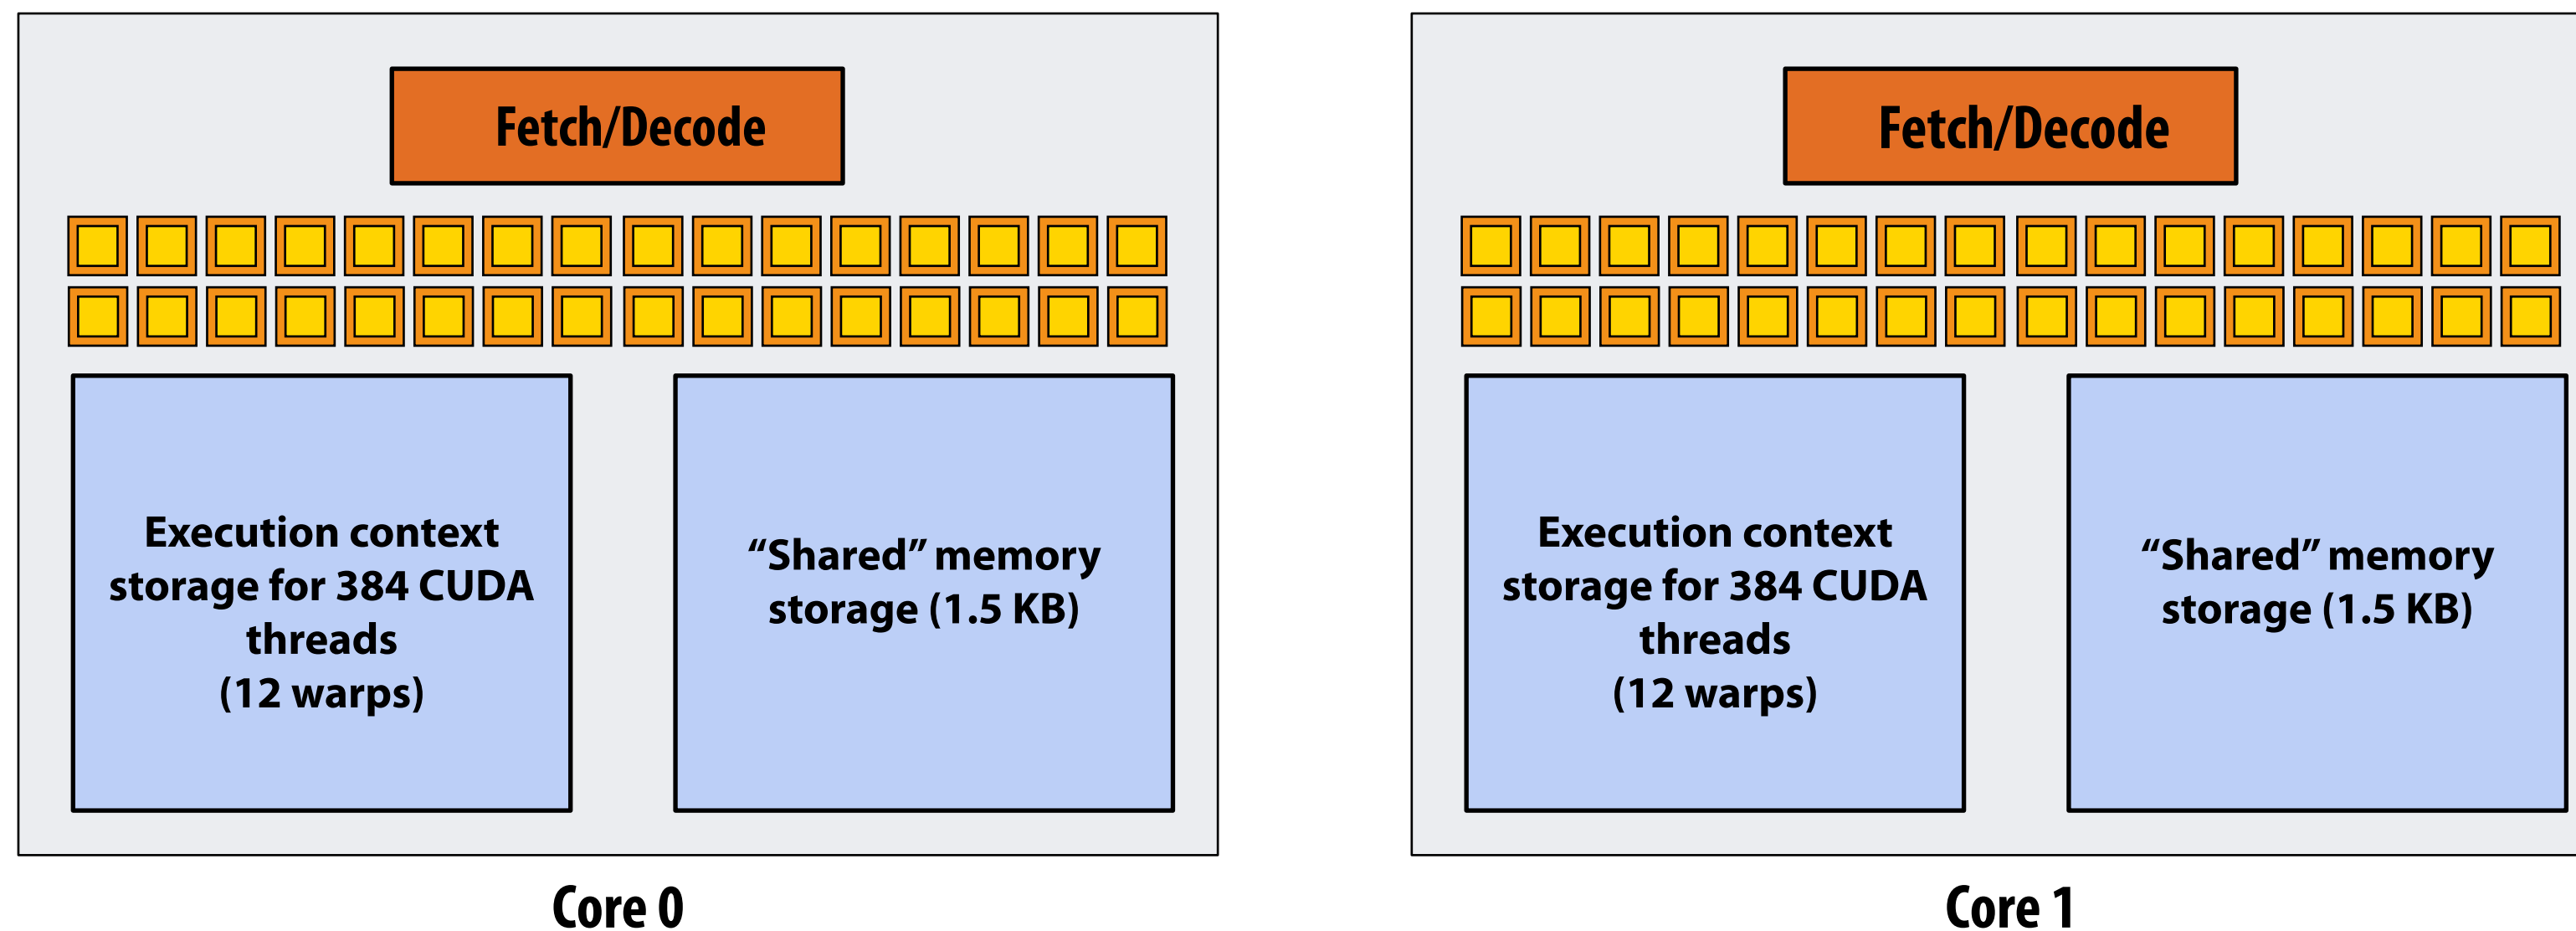 Fetch/Decode
Execution context
storage for 384 CUDA
threads
(12 warps)
“Shared” memory
storage (1.5 KB)
Core 0
Fetch/Decode
Execution context
storage for 384 CUDA
threads
(12 warps)
“Shared” memory
storage (1.5 KB)
Core 1